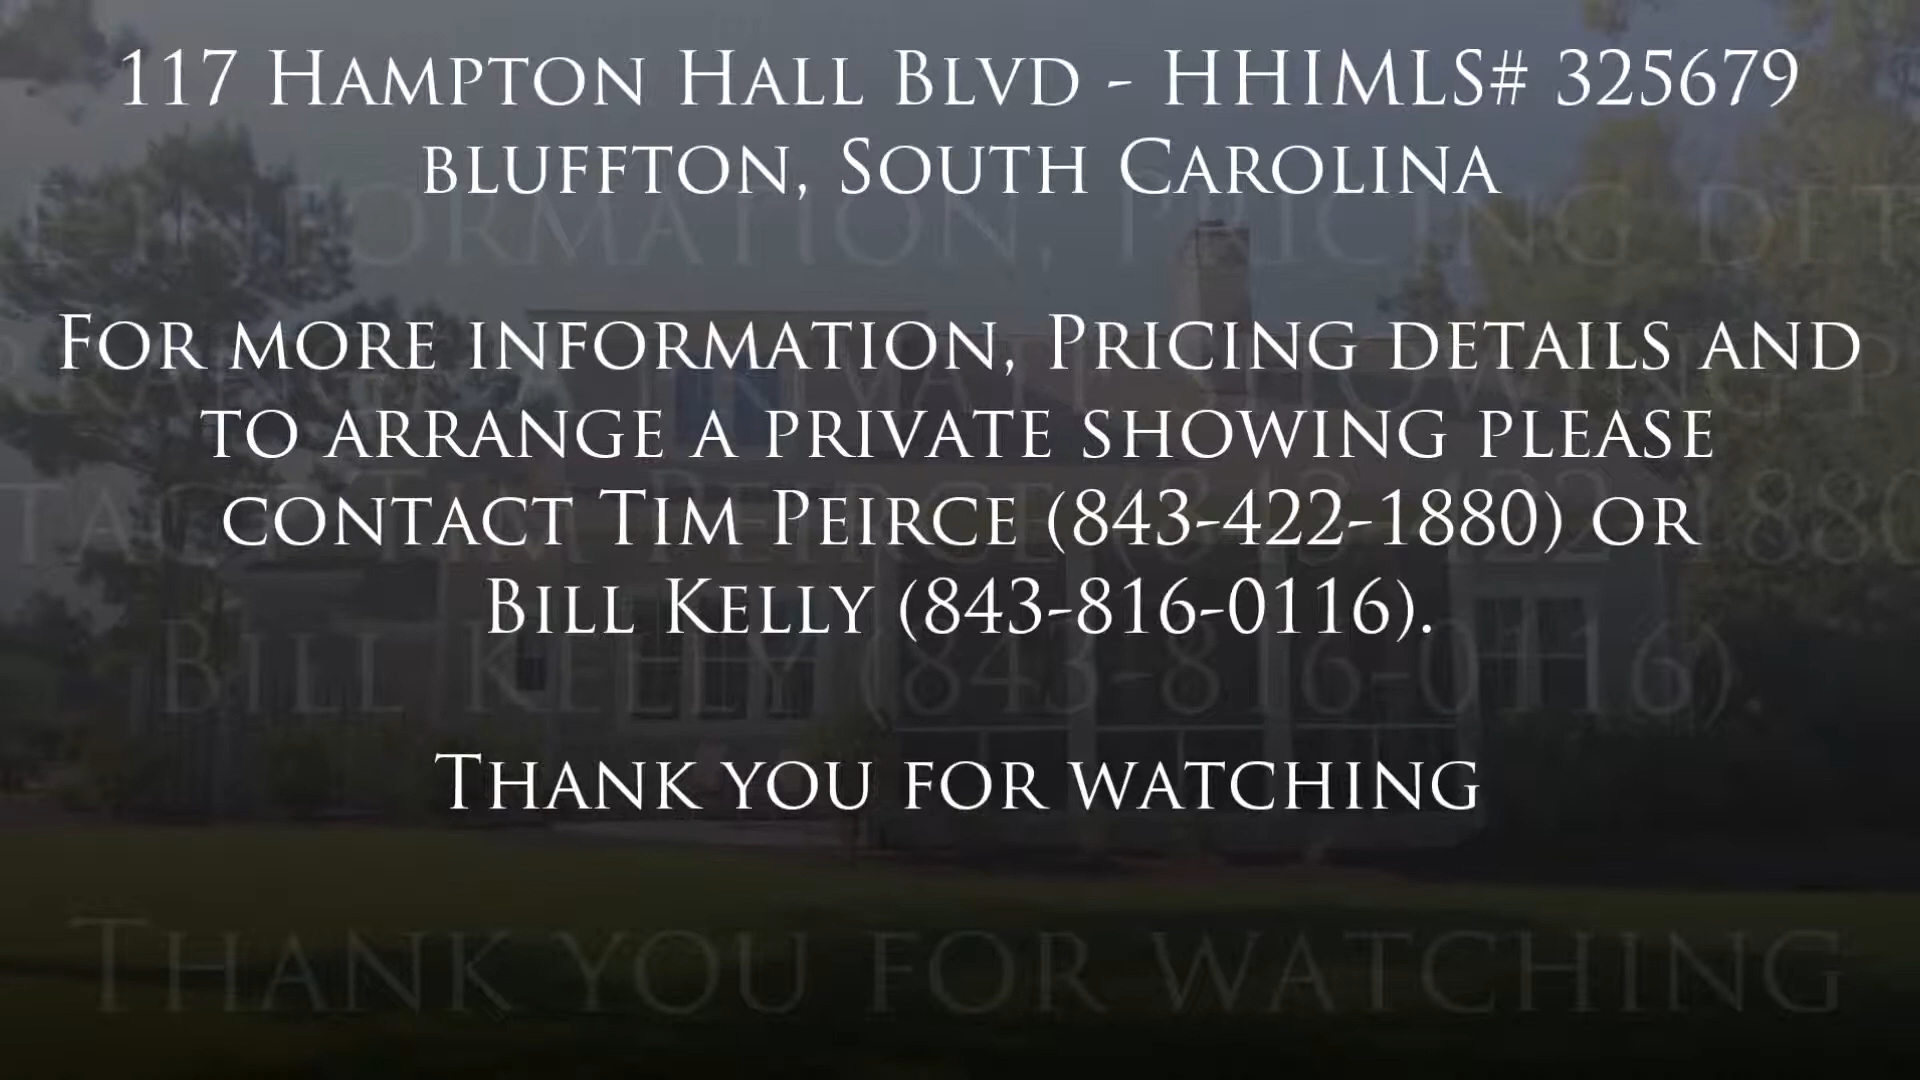 117 Hampton Hall Blvd - HHIMLS# 325679
bluffton, South Carolina
For more information, Pricing details and
to arrange a private showing please
contact Tim Peirce (843-422-1880) or
Bill Kelly (843-816-0116).
Thank you for watching